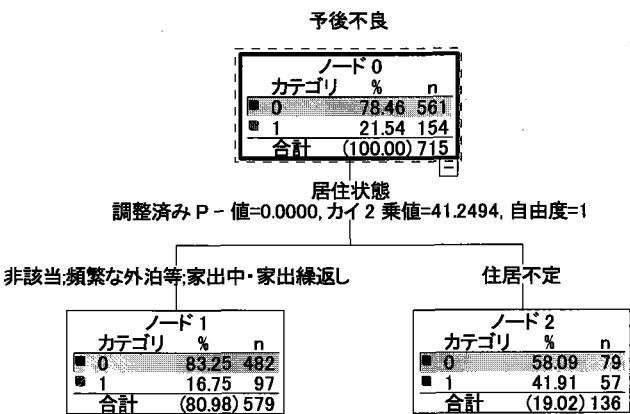 予後不良
ノード 0
カテゴリ % n
0 78.46 561
1 21.54 154
合計 (100.00) 715
居住状態
調整済み P - 値=0.0000, カイ 2 乗値=41.2494, 自由度=1
非該当;頻繁な外泊等;家出中・家出繰返し
住居不定
ノード 1
カテゴリ % n
0 83.25 482
1 16.75 97
合計 (80.98) 579
ノード 2
カテゴリ % n
0 58.09 79
1 41.91 57
合計 (19.02) 136